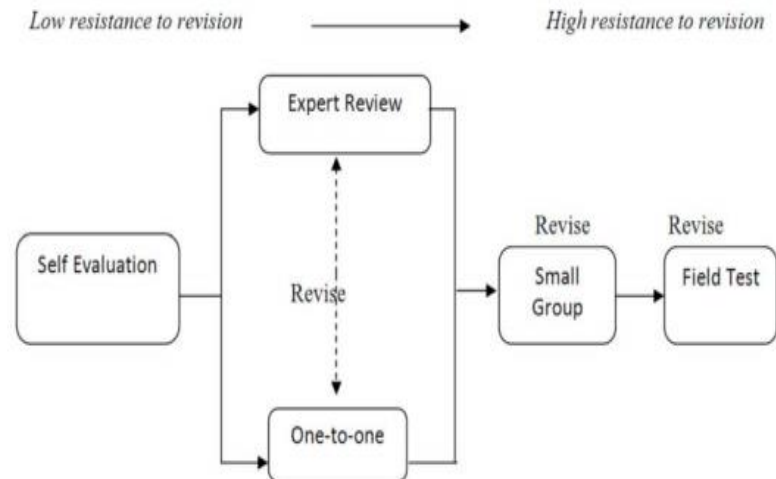 Low resistance to revision
High resistance to revision
Expert Review
Self Evaluation
Revise
One-to-one
Revise
Small
Group
Revise
Field Test